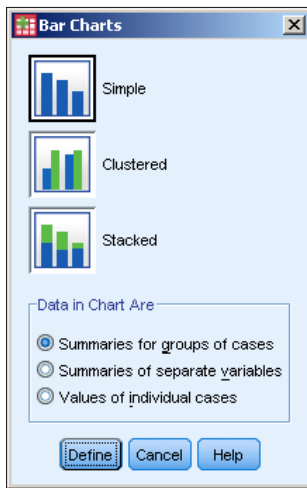 Bar Charts
Simple
Clustered
Stacked
Data in Chart Are
Summaries for groups of cases
Summaries of separate variables
Values of individual cases
Define Cancel Help